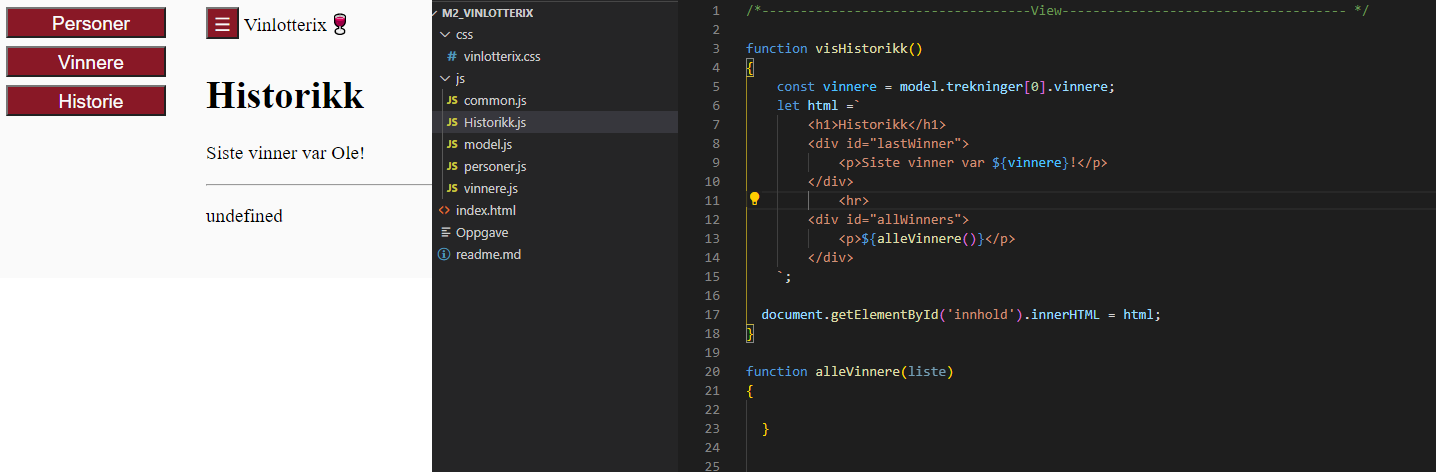 Personer
Vinnere
Historie
☰ Vinlotterix 🍷
Historikk
Siste vinner var Ole!
undefined
M2_VINLOTTERIX
css
# vinlotterix.css
js
JS common.js
JS Historikk.js
JS model.js
JS personer.js
JS vinnere.js
<> index.html
Oppgave
readme.md
1 /*-----------------------------------View------------------------------------- */
2
3 function visHistorikk()
4 {
5     const vinnere = model.trekninger[0].vinnere;
6     let html =`
7         <h1>Historikk</h1>
8         <div id="lastWinner">
9             <p>Siste vinner var ${vinnere}!</p>
10         </div>
11             <hr>
12         <div id="allWinners">
13             <p>${alleVinnere()}</p>
14         </div>
15     `;
16
17   document.getElementById('innhold').innerHTML = html;
18 }
19
20 function alleVinnere(liste)
21 {
22
23   }
24
25